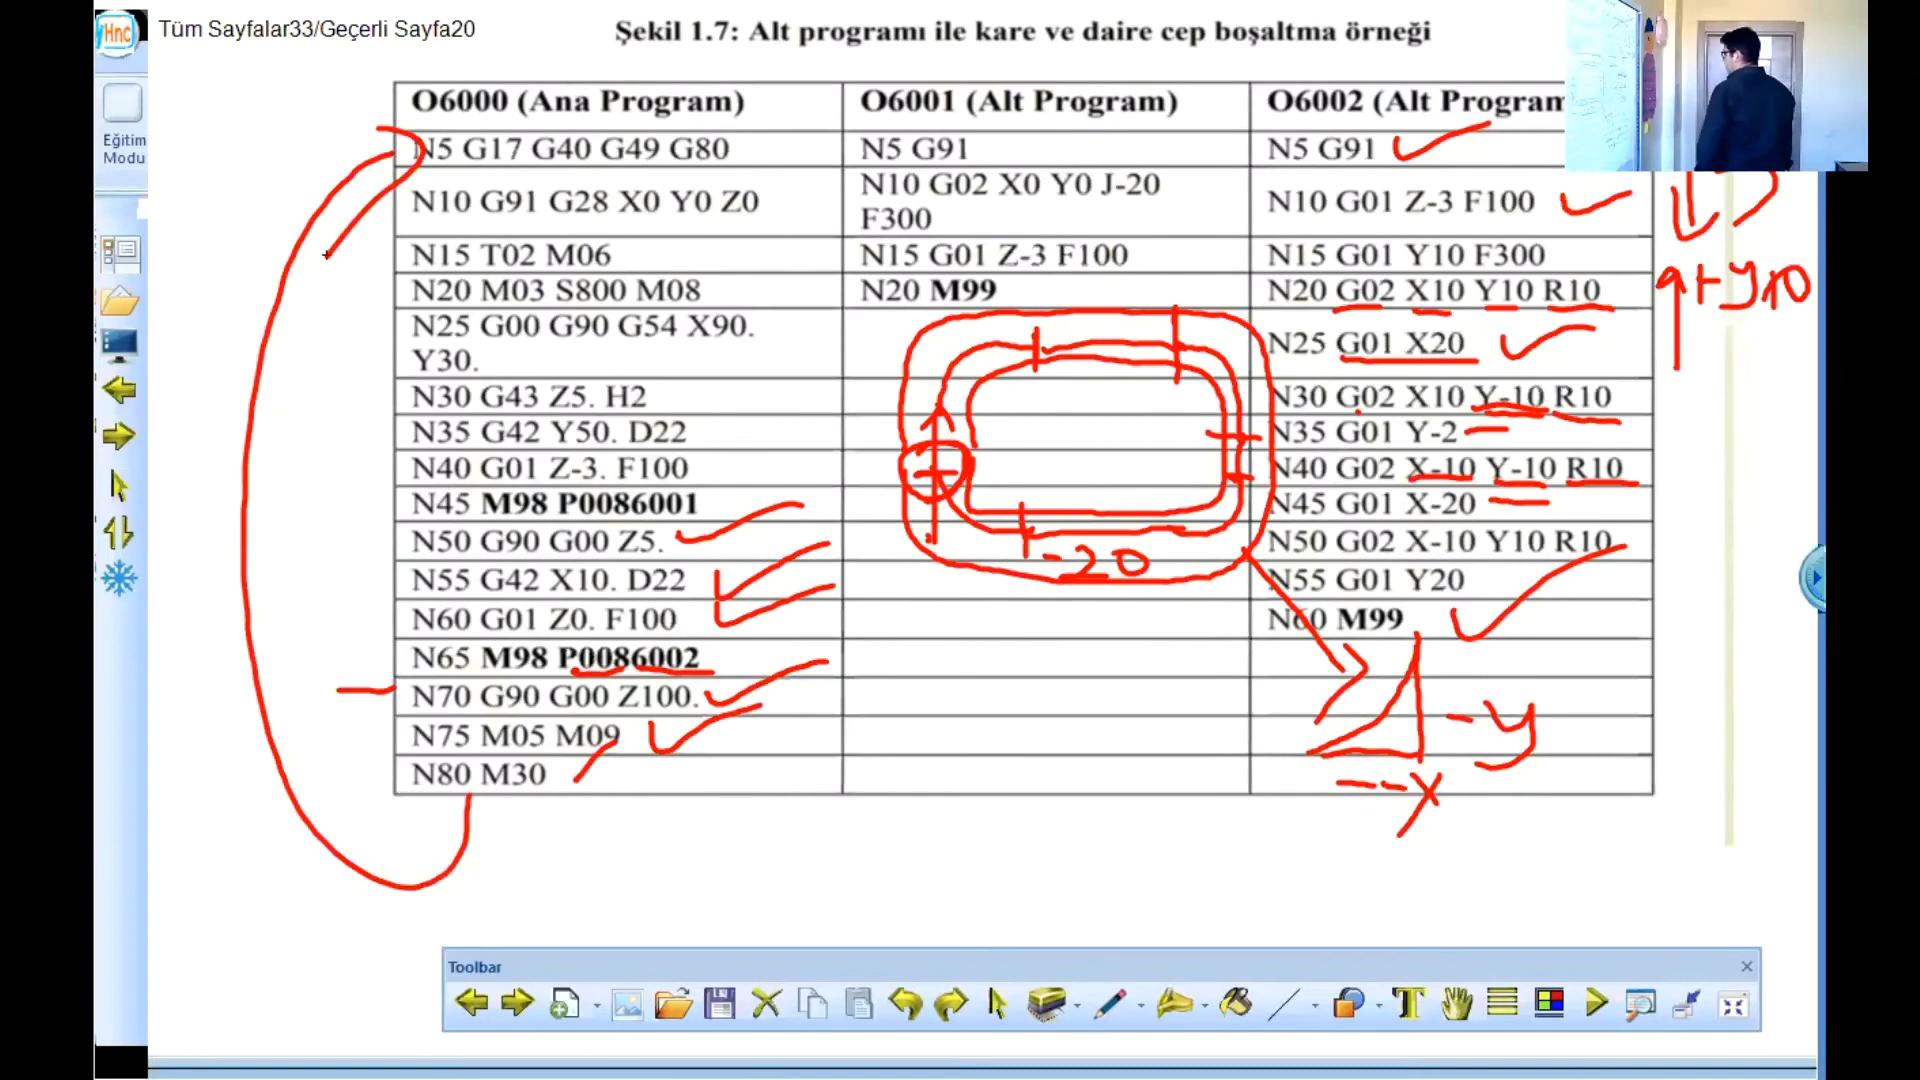 Hnc
Tüm Sayfalar33/Geçerli Sayfa20
Şekil 1.7: Alt programı ile kare ve daire cep boşaltma örneği
Eğitim
Modu
O6000 (Ana Program) O6001 (Alt Program) O6002 (Alt Program
N5 G17 G40 G49 G80 N5 G91 N5 G91
N10 G91 G28 X0 Y0 Z0 N10 G02 X0 Y0 J-20 N10 G01 Z-3 F100
F300
N15 T02 M06 N15 G01 Z-3 F100 N15 G01 Y10 F300
N20 M03 S800 M08 N20 M99 N20 G02 X10 Y10 R10
+y10
N25 G00 G90 G54 X90. N25 G01 X20
Y30.
N30 G43 Z5. H2 N30 G02 X10 Y-10 R10
N35 G42 Y50. D22 N35 G01 Y-2
N40 G01 Z-3. F100 N40 G02 X-10 Y-10 R10
N45 M98 P0086001 N45 G01 X-20
N50 G90 G00 Z5. N50 G02 X-10 Y10 R10
-20
N55 G42 X10. D22 N55 G01 Y20
N60 G01 Z0. F100 N60 M99
N65 M98 P0086002
N70 G90 G00 Z100.
-y
N75 M05 M09
N80 M30
-x
Toolbar